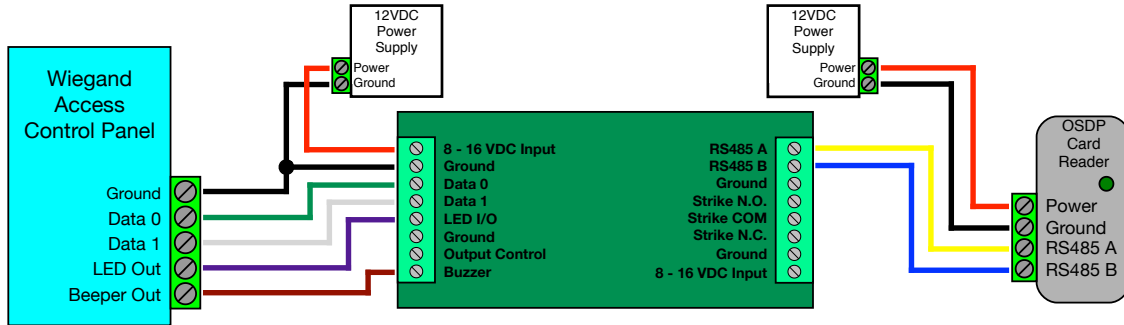 12VDC
Power
Supply
Power
Ground
12VDC
Power
Supply
Power
Ground
Wiegand
Access
Control Panel
Ground
Data 0
Data 1
LED Out
Beeper Out
8 - 16 VDC Input
Ground
Data 0
Data 1
LED I/O
Ground
Output Control
Buzzer
RS485 A
RS485 B
Ground
Strike N.O.
Strike COM
Strike N.C.
Ground
8 - 16 VDC Input
OSDP
Card
Reader
Power
Ground
RS485 A
RS485 B